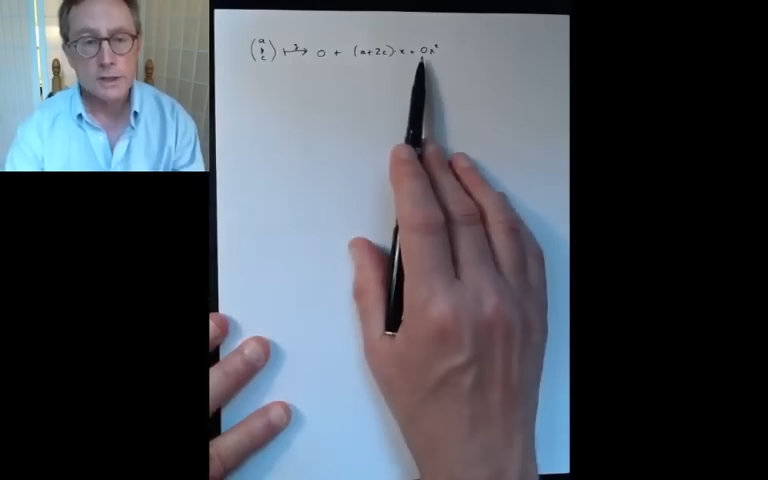 (a b c) ↦ᵍ 0 + (a+2c)·x + 0x²